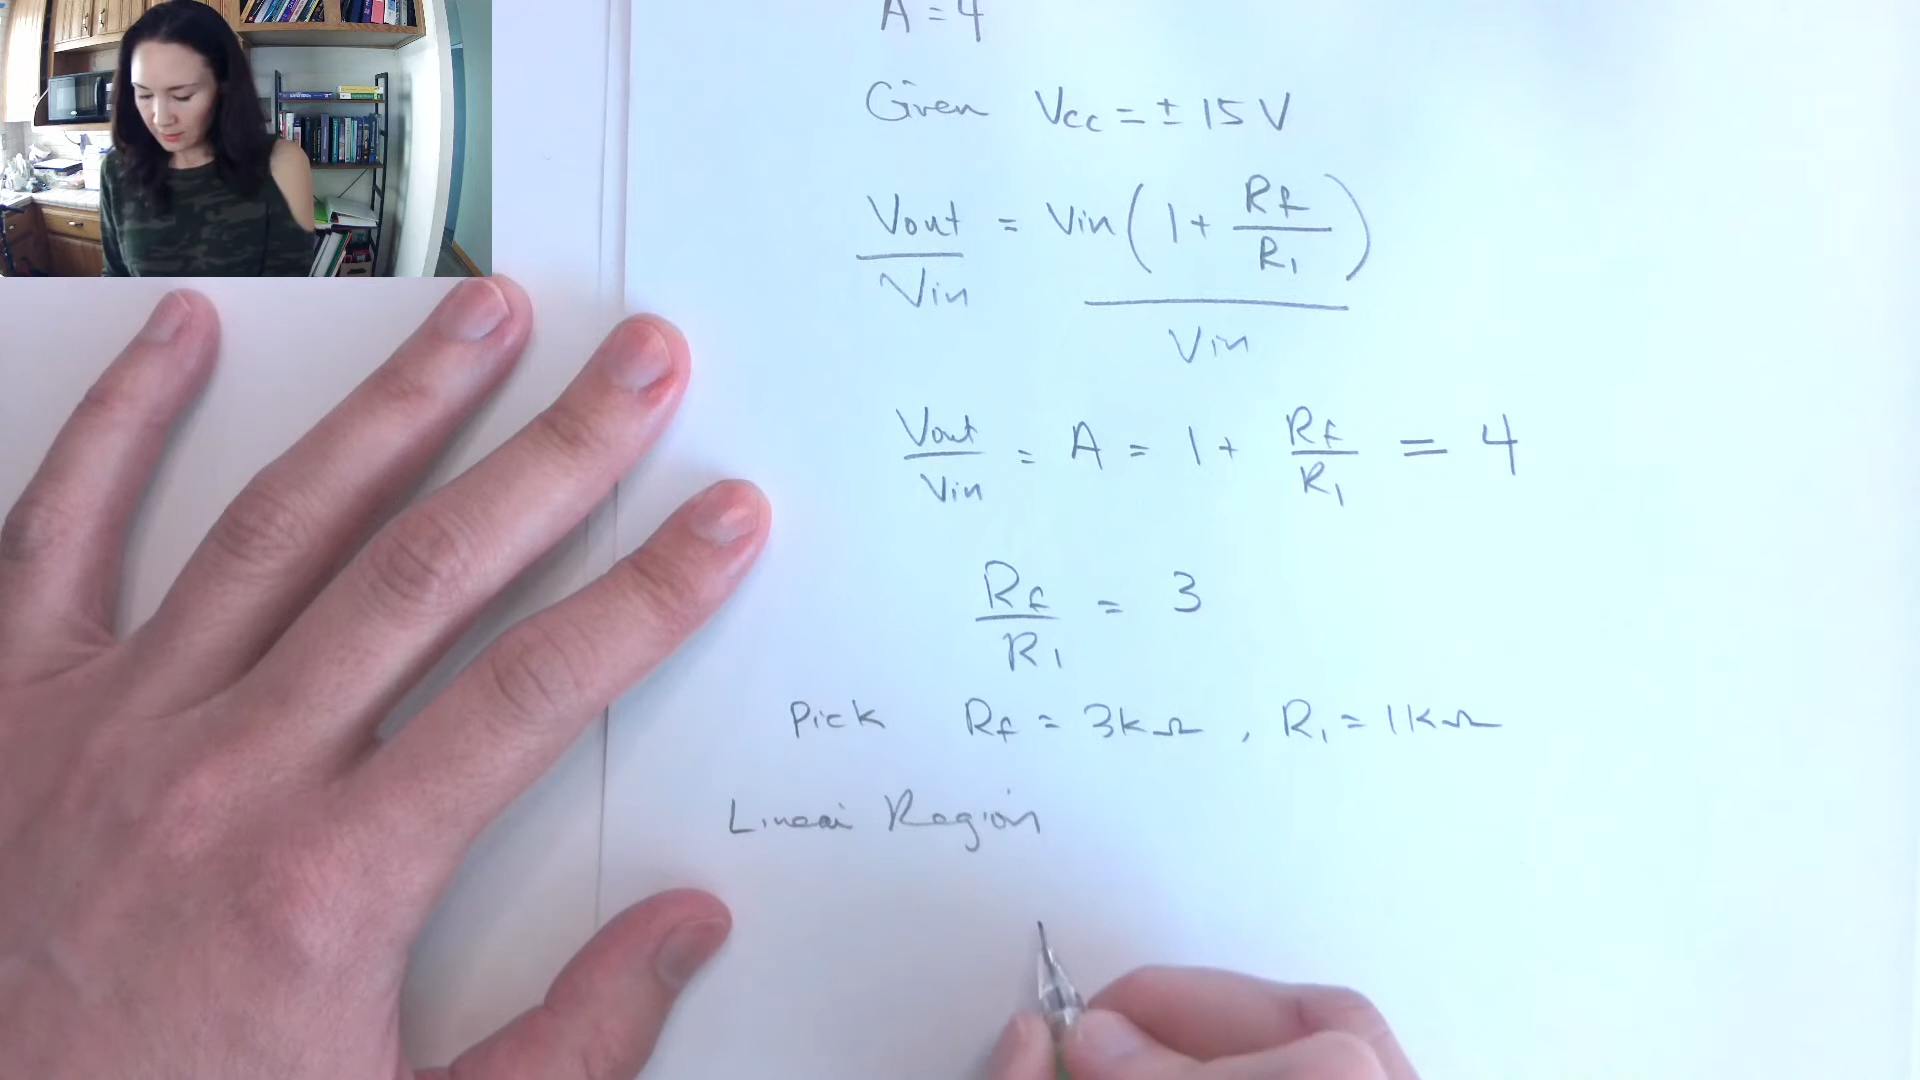 A = 4
Given Vcc = ± 15 V
Vout / Vin = Vin ( 1 + Rf / R1 ) / Vin
Vout / Vin = A = 1 + Rf / R1 = 4
Rf / R1 = 3
Pick Rf = 3kΩ , R1 = 1kΩ
Linear Region